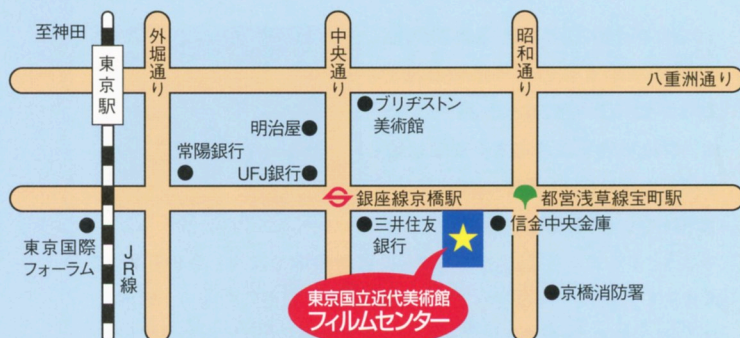 至神田
東京駅
外堀通り
中央通り
昭和通り
八重洲通り
ブリヂストン
美術館
明治屋
常陽銀行
UFJ銀行
銀座線京橋駅
都営浅草線宝町駅
三井住友
銀行
信金中央金庫
東京国際
フォーラム
JR線
東京国立近代美術館
フィルムセンター
京橋消防署